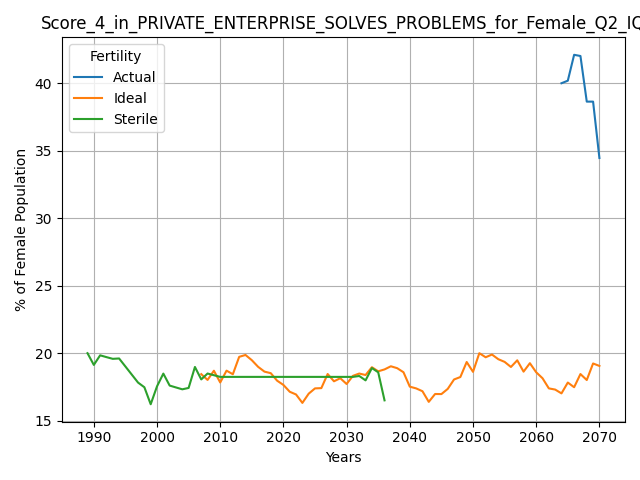 Score_4_in_PRIVATE_ENTERPRISE_SOLVES_PROBLEMS_for_Female_Q2_IQ
Fertility
Actual
Ideal
Sterile
% of Female Population
40
35
30
25
20
15
1990 2000 2010 2020 2030 2040 2050 2060 2070
Years